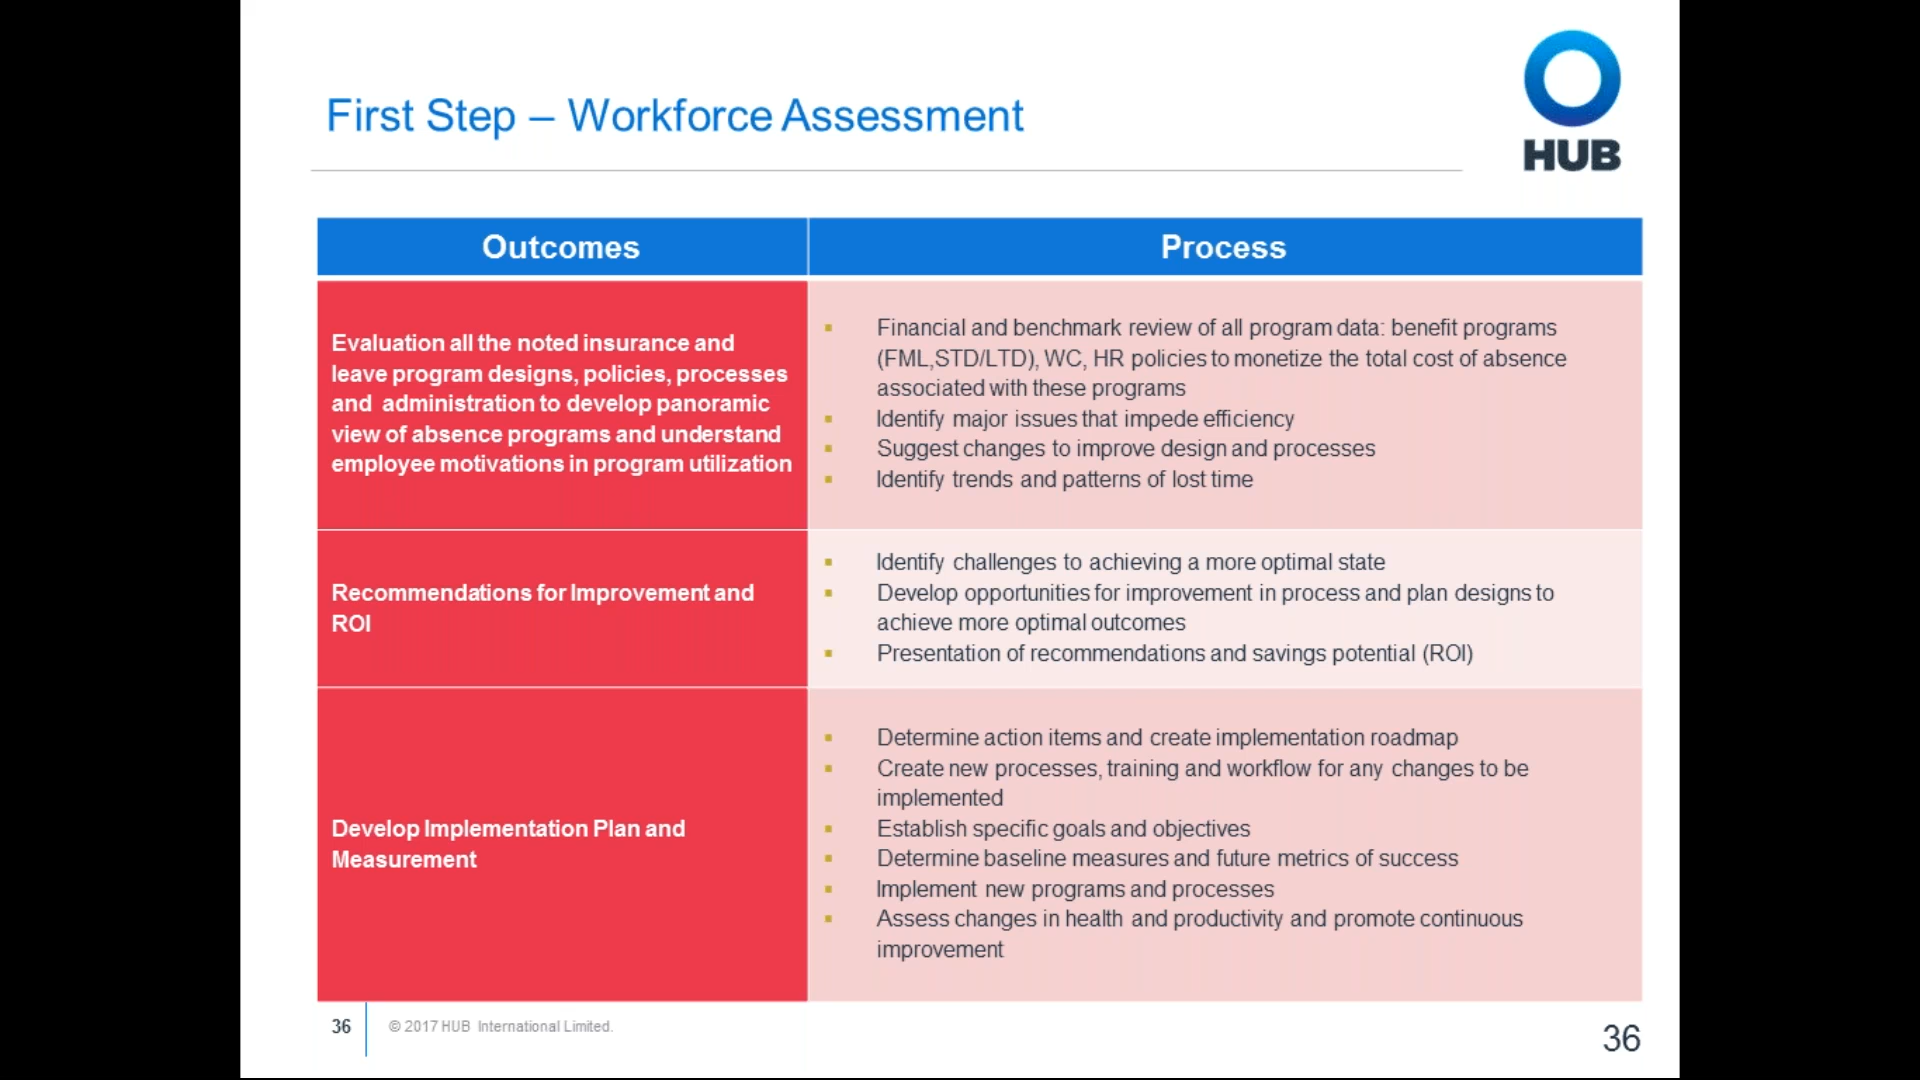 First Step – Workforce Assessment
HUB
Outcomes
Process
Evaluation all the noted insurance and
leave program designs, policies, processes
and administration to develop panoramic
view of absence programs and understand
employee motivations in program utilization
Financial and benchmark review of all program data: benefit programs
(FML,STD/LTD), WC, HR policies to monetize the total cost of absence
associated with these programs
Identify major issues that impede efficiency
Suggest changes to improve design and processes
Identify trends and patterns of lost time
Recommendations for Improvement and
ROI
Identify challenges to achieving a more optimal state
Develop opportunities for improvement in process and plan designs to
achieve more optimal outcomes
Presentation of recommendations and savings potential (ROI)
Develop Implementation Plan and
Measurement
Determine action items and create implementation roadmap
Create new processes, training and workflow for any changes to be
implemented
Establish specific goals and objectives
Determine baseline measures and future metrics of success
Implement new programs and processes
Assess changes in health and productivity and promote continuous
improvement
36
© 2017 HUB International Limited.
36